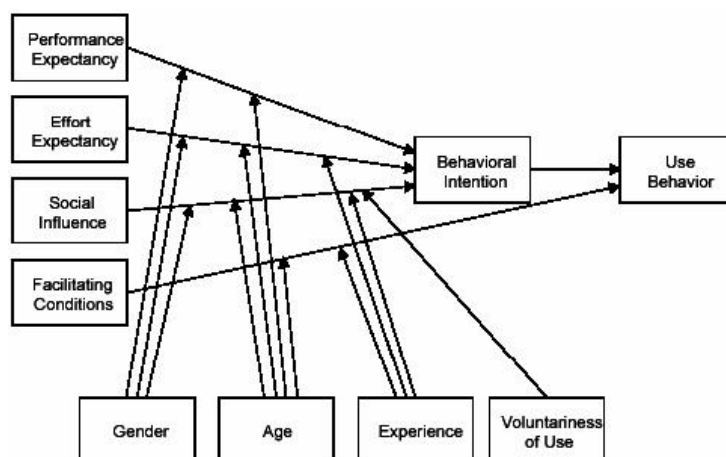 Performance
Expectancy
Effort
Expectancy
Social
Influence
Facilitating
Conditions
Behavioral
Intention
Use
Behavior
Gender
Age
Experience
Voluntariness
of Use